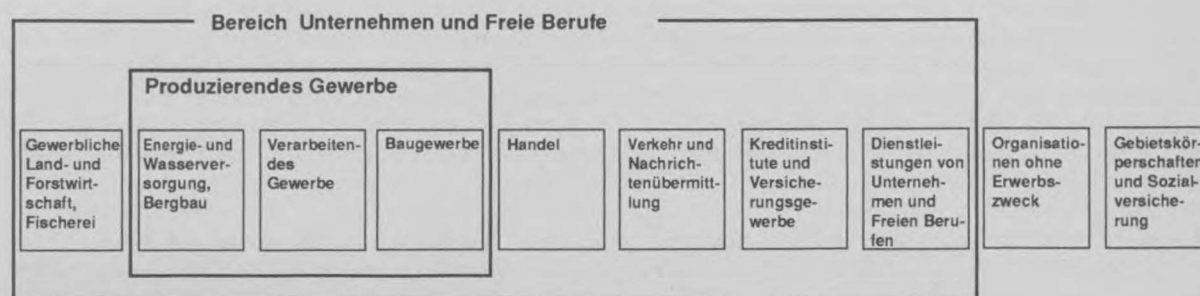 Bereich Unternehmen und Freie Berufe
Produzierendes Gewerbe
Gewerbliche
Land- und
Forstwirt-
schaft,
Fischerei
Energie- und
Wasserver-
sorgung,
Bergbau
Verarbeiten-
des
Gewerbe
Baugewerbe
Handel
Verkehr und
Nachrich-
tenübermitt-
lung
Kreditinsti-
tute und
Versiche-
rungsge-
werbe
Dienstlei-
stungen von
Unterneh-
men und
Freien Beru-
fen
Organisatio-
nen ohne
Erwerbs-
zweck
Gebietskör-
perschaften
und Sozial-
versiche-
rung